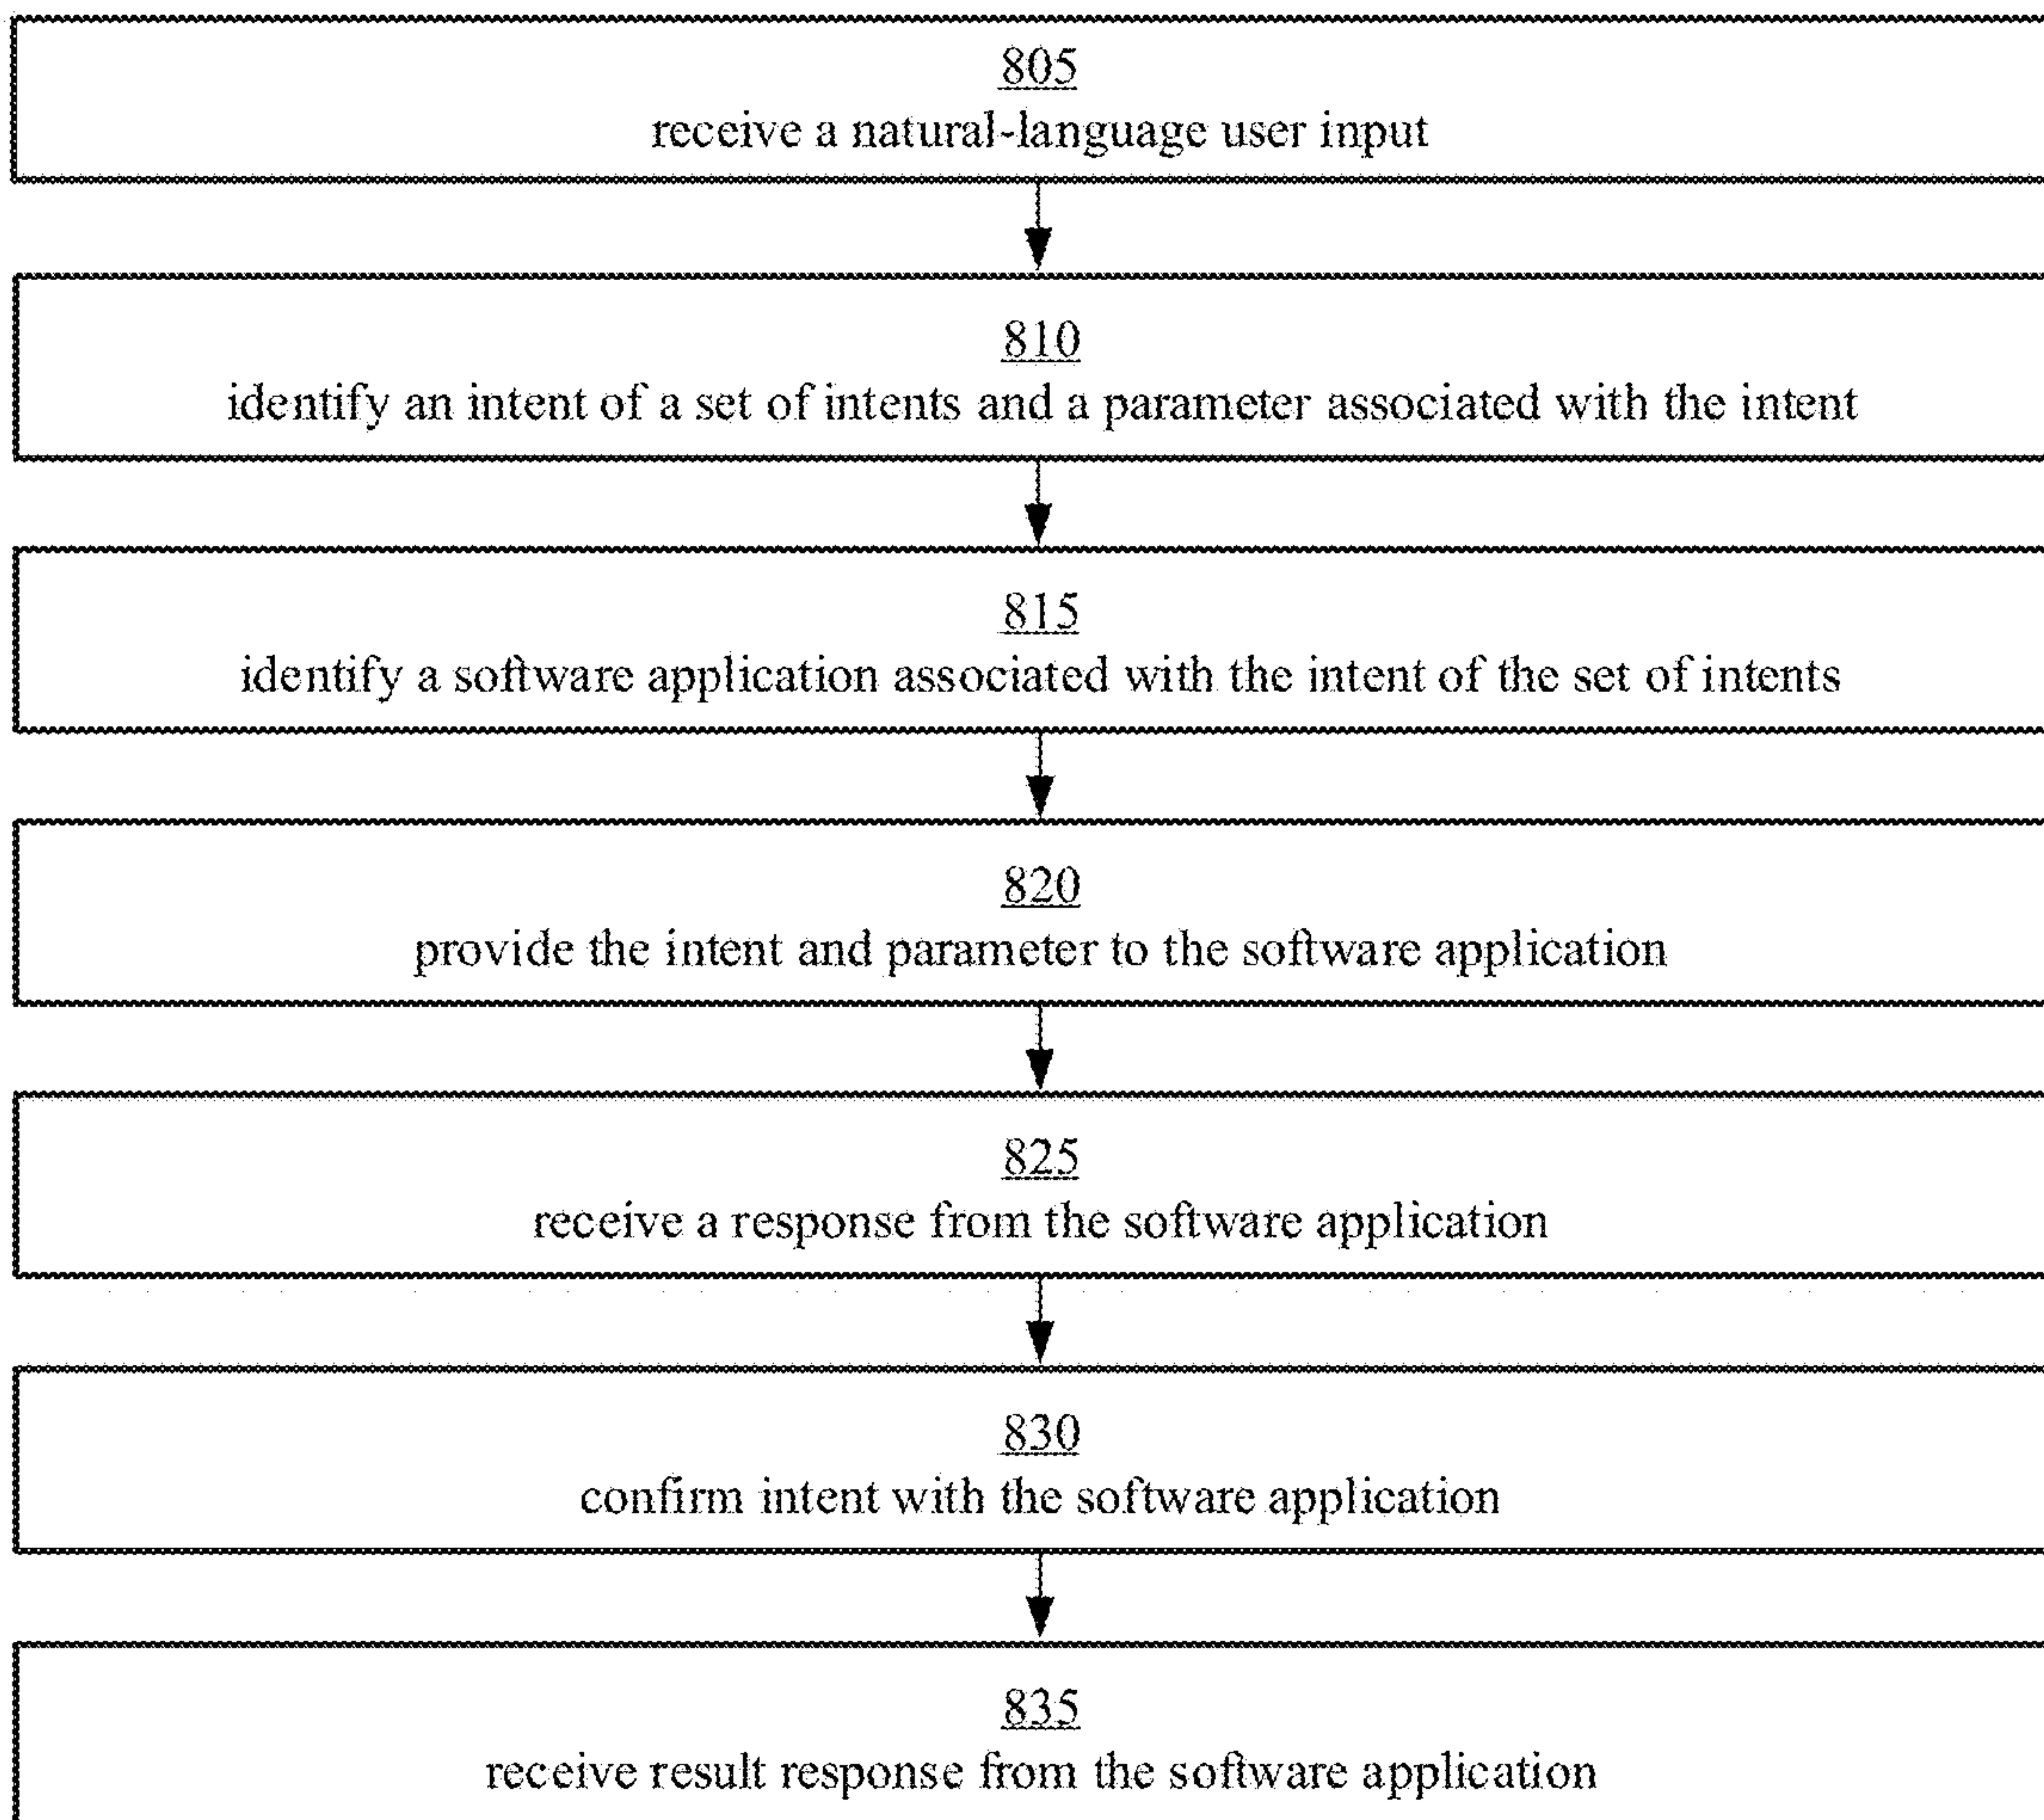 805
receive a natural-language user input
810
identify an intent of a set of intents and a parameter associated with the intent
815
identify a software application associated with the intent of the set of intents
820
provide the intent and parameter to the software application
825
receive a response from the software application
830
confirm intent with the software application
835
receive result response from the software application